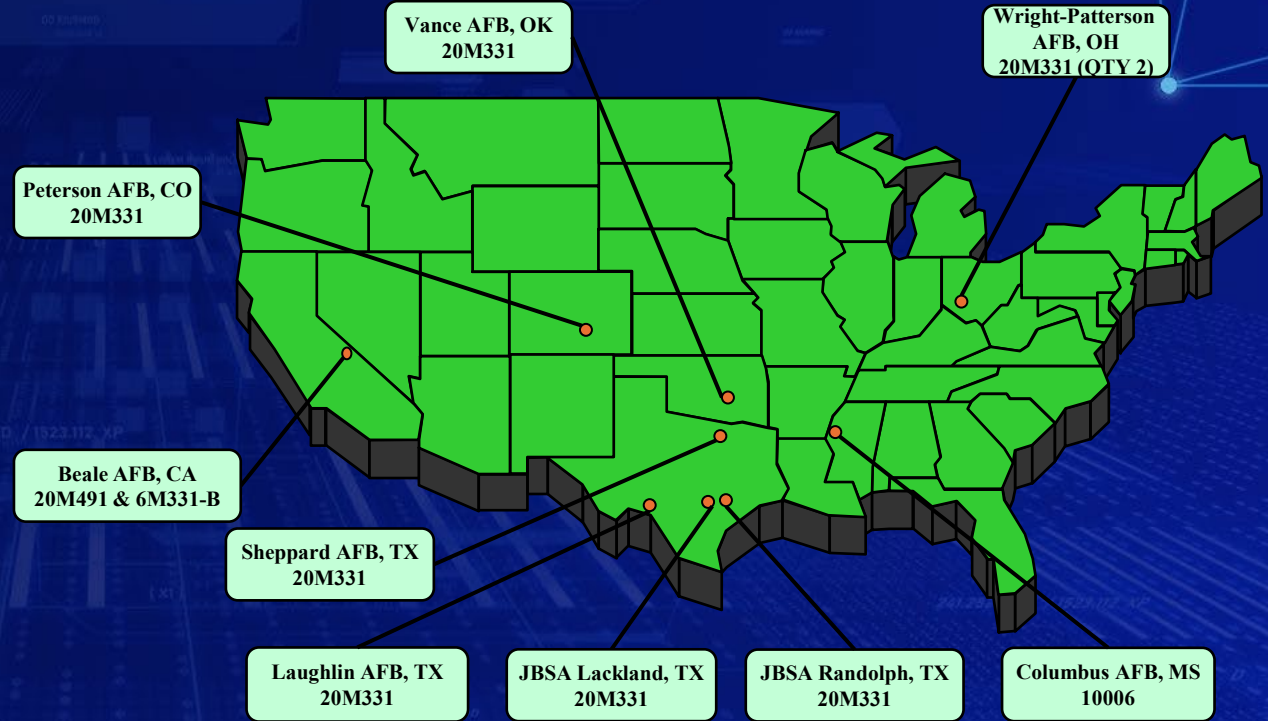 Vance AFB, OK
20M331
Wright-Patterson
AFB, OH
20M331 (QTY 2)
Peterson AFB, CO
20M331
Beale AFB, CA
20M491 & 6M331-B
Sheppard AFB, TX
20M331
Laughlin AFB, TX
20M331
JBSA Lackland, TX
20M331
JBSA Randolph, TX
20M331
Columbus AFB, MS
10006